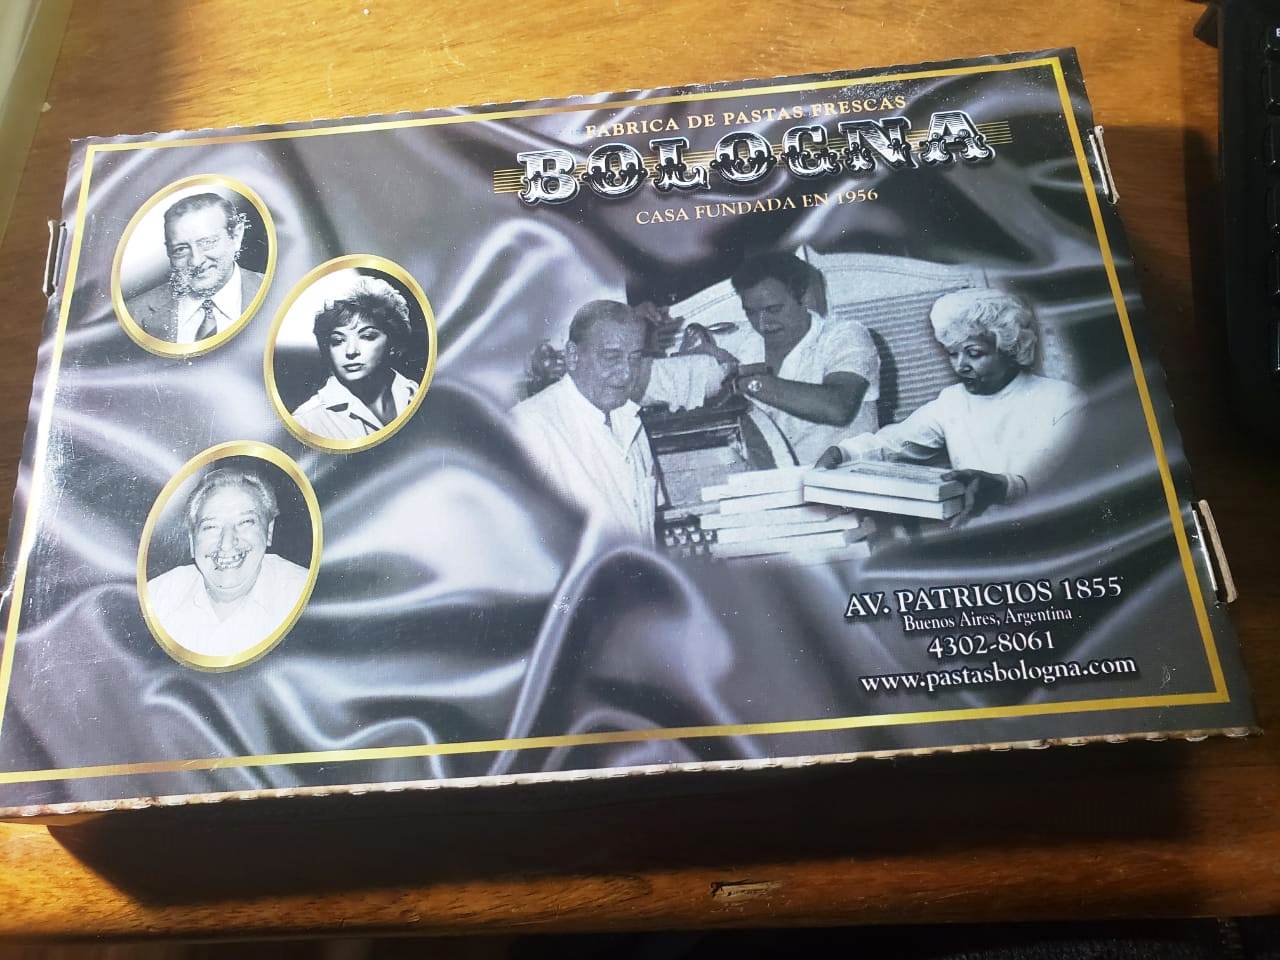 FABRICA DE PASTAS FRESCAS
BOLOGNA
CASA FUNDADA EN 1956
AV. PATRICIOS 1855
Buenos Aires, Argentina
4302-8061
www.pastasbologna.com